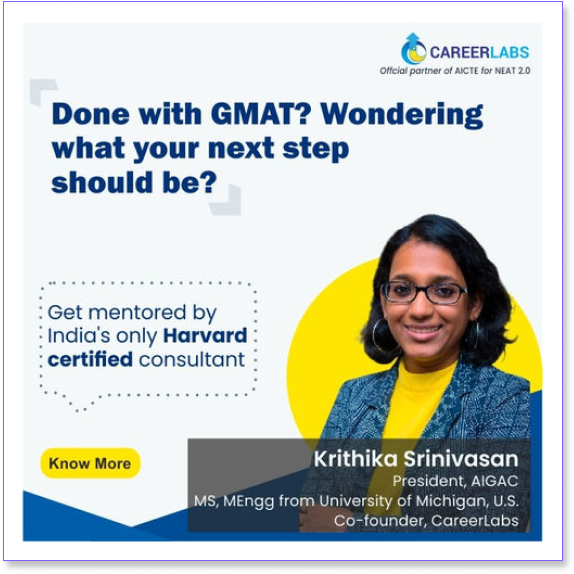 CAREERLABS
Offcial partner of AICTE for NEAT 2.0
Done with GMAT? Wondering
what your next step
should be?
Get mentored by
India's only Harvard
certified consultant
Know More
Krithika Srinivasan
President, AIGAC
MS, MEngg from University of Michigan, U.S.
Co-founder, CareerLabs